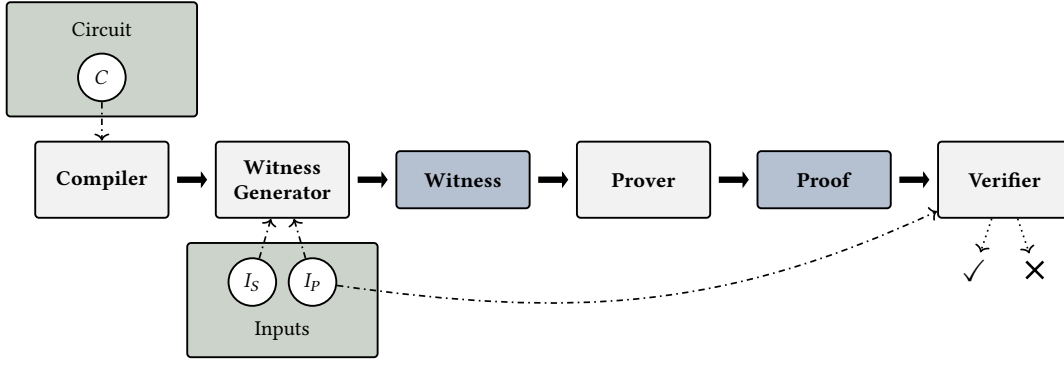 Circuit
C
Compiler
Witness
Generator
Witness
Prover
Proof
Verifier
I_S
I_P
✓ ✕
Inputs